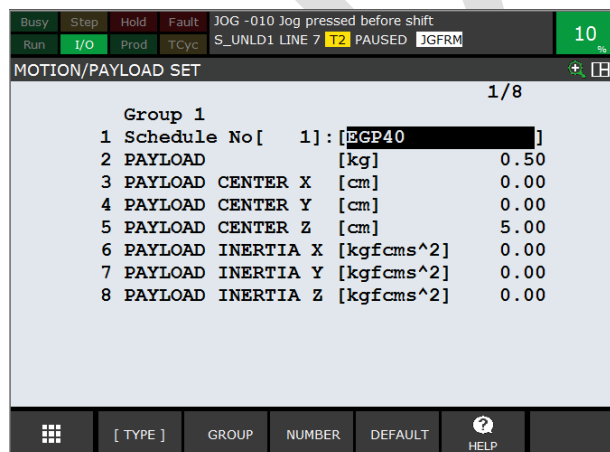 Busy Step Hold Fault JOG -010 Jog pressed before shift
Run I/O Prod TCyc S_UNLD1 LINE 7 T2 PAUSED JGFRM
10 %
MOTION/PAYLOAD SET
1/8
Group 1
1 Schedule No[ 1]:[EGP40 ]
2 PAYLOAD [kg] 0.50
3 PAYLOAD CENTER X [cm] 0.00
4 PAYLOAD CENTER Y [cm] 0.00
5 PAYLOAD CENTER Z [cm] 5.00
6 PAYLOAD INERTIA X [kgfcms^2] 0.00
7 PAYLOAD INERTIA Y [kgfcms^2] 0.00
8 PAYLOAD INERTIA Z [kgfcms^2] 0.00
[ TYPE ] GROUP NUMBER DEFAULT HELP